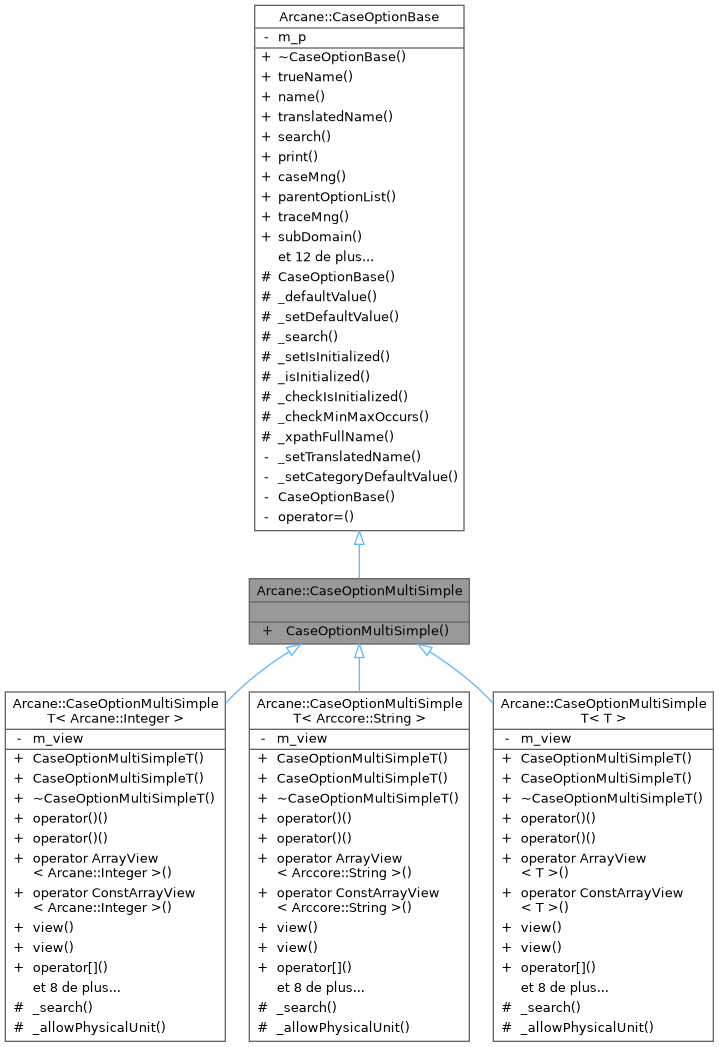 Arcane::CaseOptionBase
- m_p
+ ~CaseOptionBase()
+ trueName()
+ name()
+ translatedName()
+ search()
+ print()
+ caseMng()
+ parentOptionList()
+ traceMng()
+ subDomain()
et 12 de plus...
# CaseOptionBase()
# _defaultValue()
# _setDefaultValue()
# _search()
# _setIsInitialized()
# _isInitialized()
# _checkIsInitialized()
# _checkMinMaxOccurs()
# _xpathFullName()
- _setTranslatedName()
- _setCategoryDefaultValue()
- CaseOptionBase()
- operator=()
Arcane::CaseOptionMultiSimple
+ CaseOptionMultiSimple()
Arcane::CaseOptionMultiSimple
T< Arcane::Integer >
- m_view
+ CaseOptionMultiSimpleT()
+ CaseOptionMultiSimpleT()
+ ~CaseOptionMultiSimpleT()
+ operator()()
+ operator()()
+ operator ArrayView
< Arcane::Integer >()
+ operator ConstArrayView
< Arcane::Integer >()
+ view()
+ view()
+ operator[]()
et 8 de plus...
# _search()
# _allowPhysicalUnit()
Arcane::CaseOptionMultiSimple
T< Arccore::String >
- m_view
+ CaseOptionMultiSimpleT()
+ CaseOptionMultiSimpleT()
+ ~CaseOptionMultiSimpleT()
+ operator()()
+ operator()()
+ operator ArrayView
< Arccore::String >()
+ operator ConstArrayView
< Arccore::String >()
+ view()
+ view()
+ operator[]()
et 8 de plus...
# _search()
# _allowPhysicalUnit()
Arcane::CaseOptionMultiSimple
T< T >
- m_view
+ CaseOptionMultiSimpleT()
+ CaseOptionMultiSimpleT()
+ ~CaseOptionMultiSimpleT()
+ operator()()
+ operator()()
+ operator ArrayView
< T >()
+ operator ConstArrayView
< T >()
+ view()
+ view()
+ operator[]()
et 8 de plus...
# _search()
# _allowPhysicalUnit()